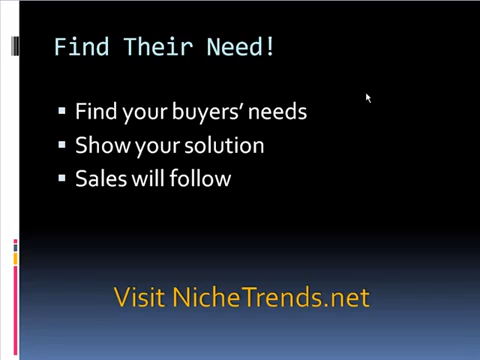 Find Their Need!
Find your buyers' needs
Show your solution
Sales will follow
Visit NicheTrends.net